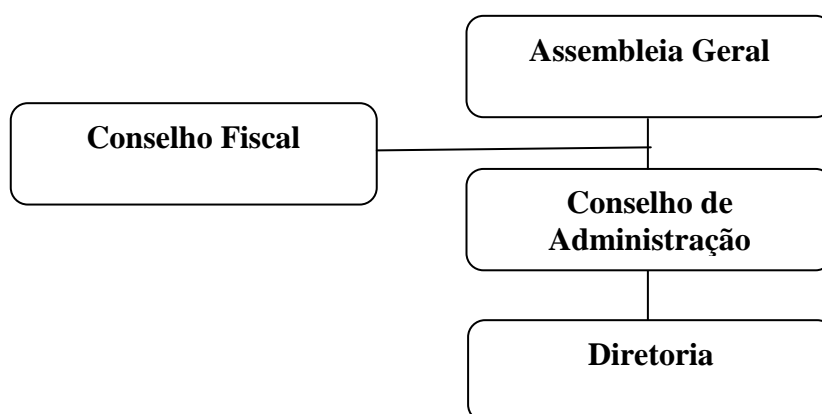 Assembleia Geral
Conselho Fiscal
Conselho de
Administração
Diretoria